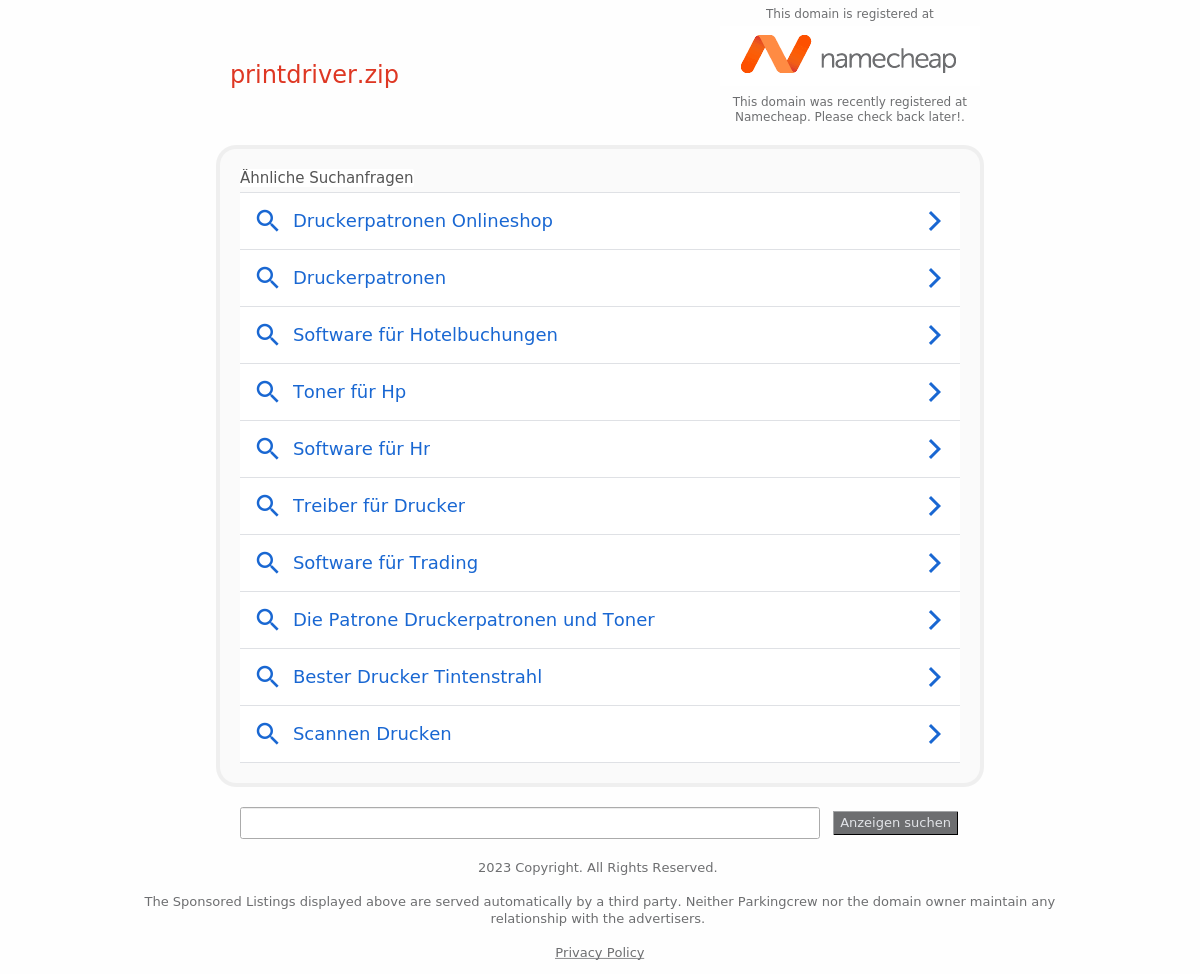 This domain is registered at
namecheap
printdriver.zip
This domain was recently registered at
Namecheap. Please check back later!.
Ähnliche Suchanfragen
Druckerpatronen Onlineshop
Druckerpatronen
Software für Hotelbuchungen
Toner für Hp
Software für Hr
Treiber für Drucker
Software für Trading
Die Patrone Druckerpatronen und Toner
Bester Drucker Tintenstrahl
Scannen Drucken
Anzeigen suchen
2023 Copyright. All Rights Reserved.
The Sponsored Listings displayed above are served automatically by a third party. Neither Parkingcrew nor the domain owner maintain any
relationship with the advertisers.
Privacy Policy